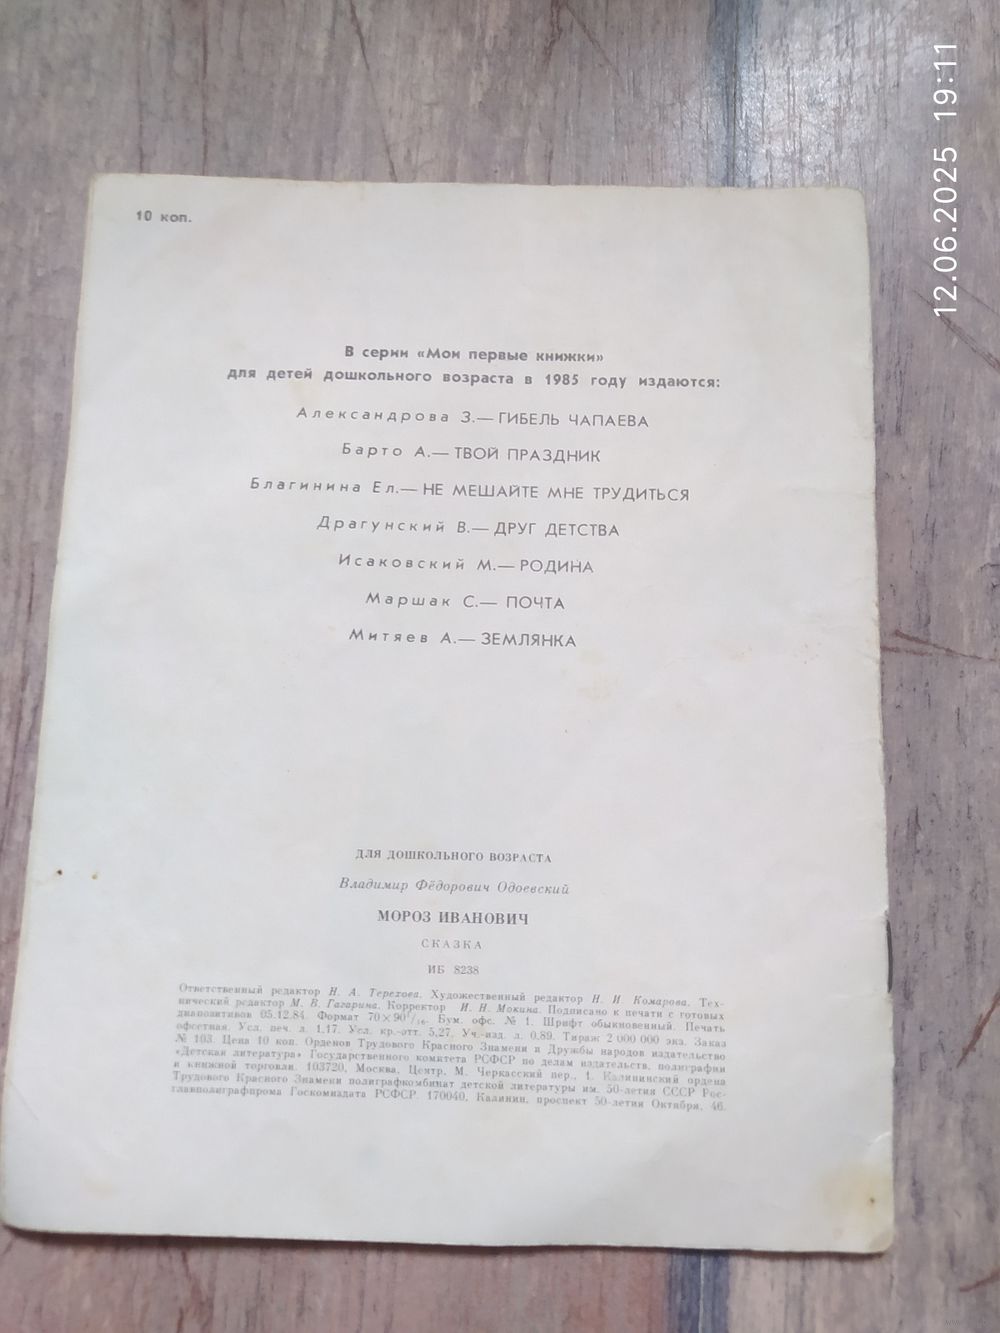 12.06.2025 19:11
10 коп.
В серии «Мои первые книжки»
для детей дошкольного возраста в 1985 году издаются:
Александрова З.— ГИБЕЛЬ ЧАПАЕВА
Барто А.— ТВОЙ ПРАЗДНИК
Благинина Ел.— НЕ МЕШАЙТЕ МНЕ ТРУДИТЬСЯ
Драгунский В.— ДРУГ ДЕТСТВА
Исаковский М.— РОДИНА
Маршак С.— ПОЧТА
Митяев А.— ЗЕМЛЯНКА
ДЛЯ ДОШКОЛЬНОГО ВОЗРАСТА
Владимир Фёдорович Одоевский
МОРОЗ ИВАНОВИЧ
СКАЗКА
ИБ 8238
Ответственный редактор Н. А. Терехова. Художественный редактор Н. И Комарова. Тех-
нический редактор М. В. Гагарина. Корректор И. Н. Мокина. Подписано к печати с готовых
диапозитивов 05.12.84. Формат 70×90¹/₁₆. Бум. офс. № 1. Шрифт обыкновенный. Печать
офсетная. Усл. печ. л. 1,17. Усл. кр.-отт. 5,27. Уч.-изд. л. 0,89. Тираж 2 000 000 экз. Заказ
№ 103. Цена 10 коп. Орденов Трудового Красного Знамени и Дружбы народов издательство
«Детская литература» Государственного комитета РСФСР по делам издательств, полиграфии
и книжной торговли. 103720, Москва, Центр, М. Черкасский пер., 1. Калининский ордена
Трудового Красного Знамени полиграфкомбинат детской литературы им. 50-летия СССР Рос-
главполиграфпрома Госкомиздата РСФСР. 170040, Калинин, проспект 50-летия Октября, 46.